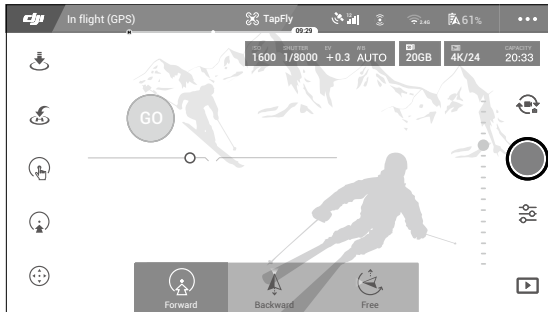 dji In flight (GPS) TapFly 61%
H 09:29
ISO SHUTTER EV WB CAPACITY
1600 1/8000 +0.3 AUTO 20GB 4K/24 20:33
GO
Forward Backward Free